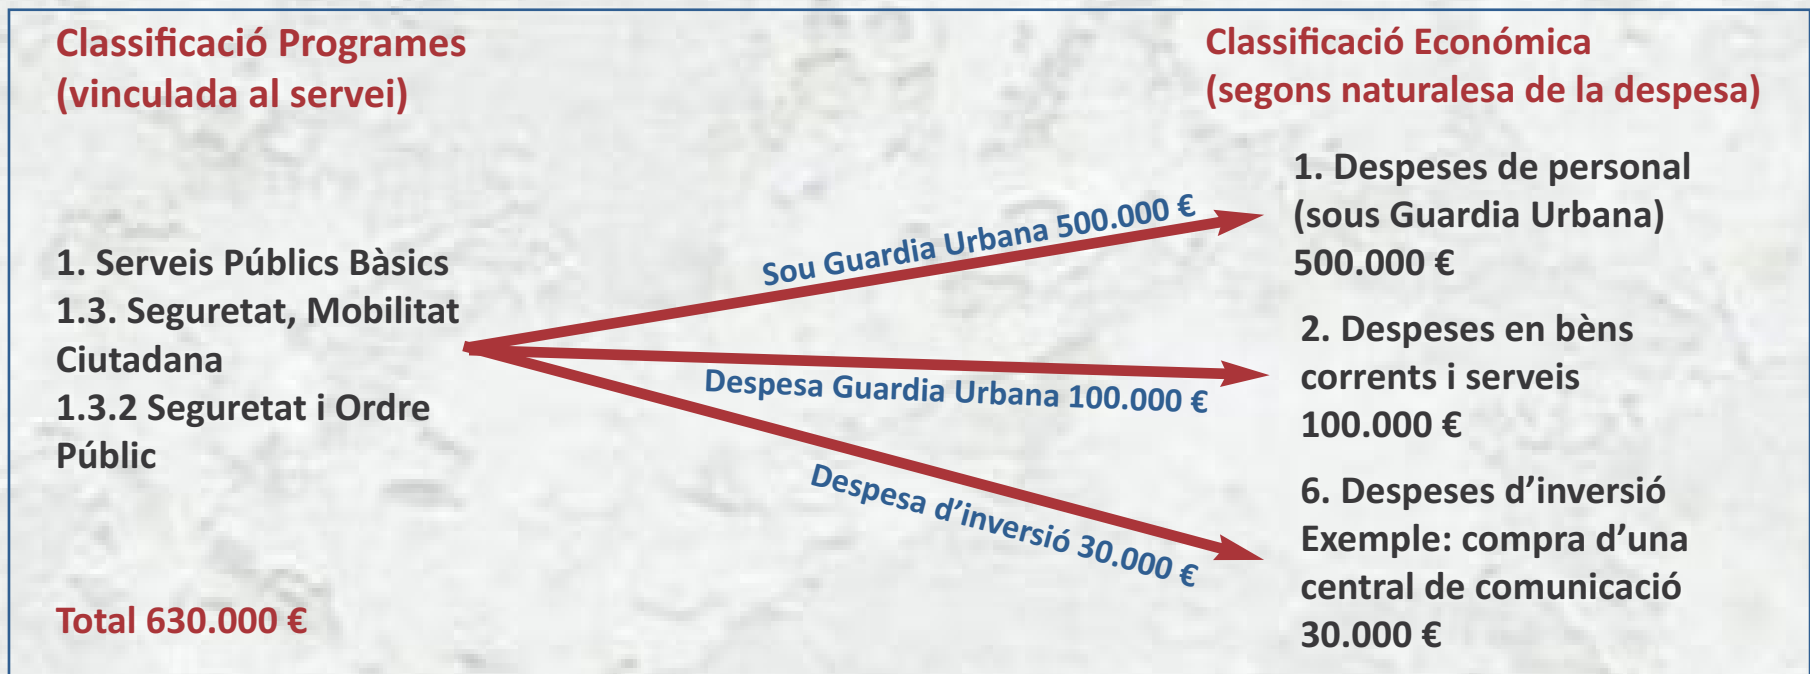 Classificació Programes
(vinculada al servei)
1. Serveis Públics Bàsics
1.3. Seguretat, Mobilitat
Ciutadana
1.3.2 Seguretat i Ordre
Públic
Total 630.000 €
Sou Guardia Urbana 500.000 €
Despesa Guardia Urbana 100.000 €
Despesa d’inversió 30.000 €
Classificació Económica
(segons naturalesa de la despesa)
1. Despeses de personal
(sous Guardia Urbana)
500.000 €
2. Despeses en bèns
corrents i serveis
100.000 €
6. Despeses d’inversió
Exemple: compra d’una
central de comunicació
30.000 €